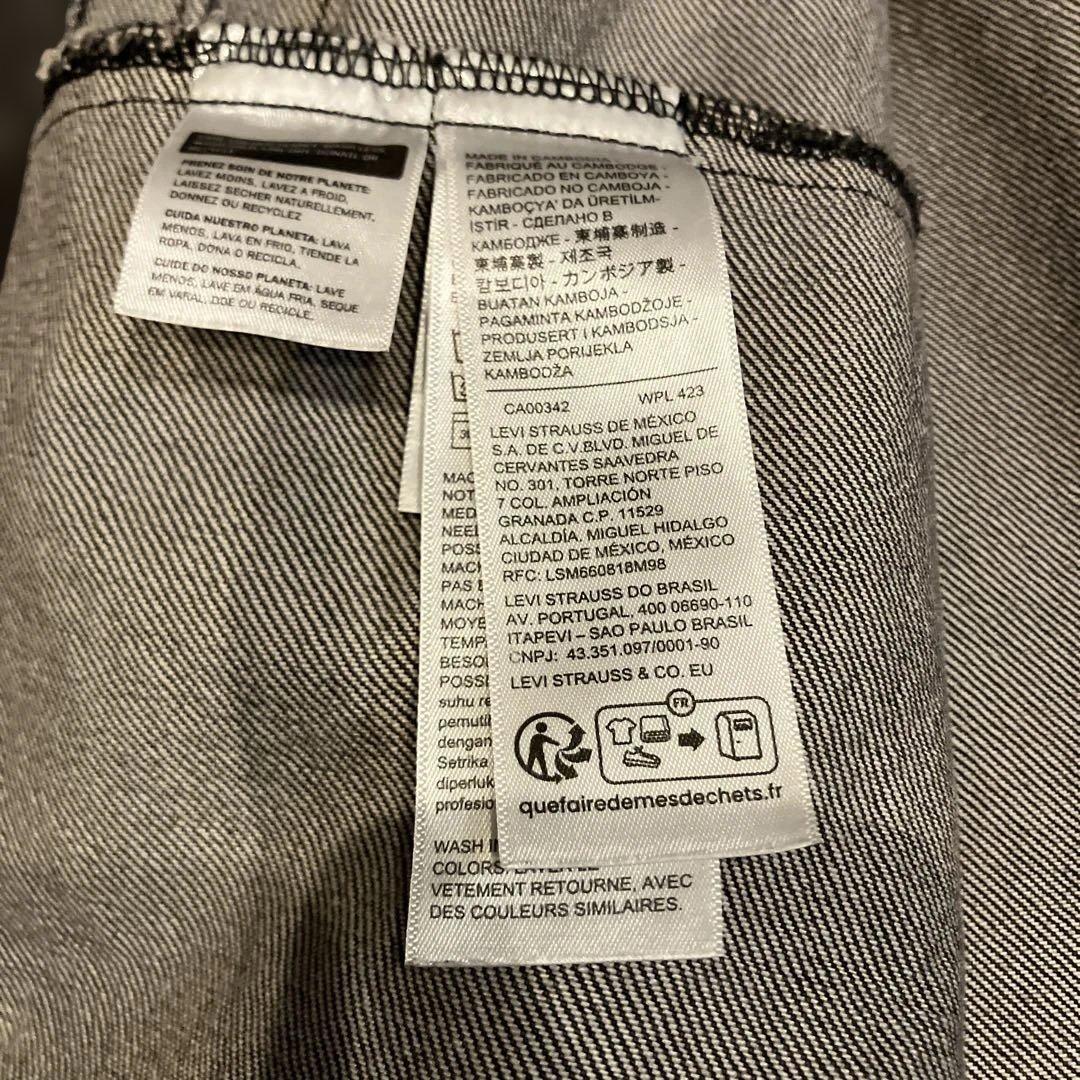 PRENEZ SOIN DE NOTRE PLANETE:
LAVEZ MOINS, LAVEZ A FROID,
LAISSEZ SÉCHER NATURELLEMENT,
DONNEZ OU RECYCLEZ
CUIDA NUESTRO PLANETA: LAVA
MENOS, LAVA EN FRIO, TIENDE LA
ROPA, DONA O RECICLA.
CUIDE DO NOSSO PLANETA: LAVE
MENOS, LAVE EM ÁGUA FRIA, SEQUE
EM VARAL, DOE OU RECICLE.
MADE IN CAMBODIA
FABRIQUÉ AU CAMBODGE -
FABRICADO EN CAMBOYA -
FABRICADO NO CAMBOJA -
KAMBOÇYA' DA ÜRETILM-
ISTIR - СДЕЛАНО В
КАМБОДЖЕ - 柬埔寨制造 -
柬埔寨製 - 제조국
캄보디아 - カンボジア製 -
BUATAN KAMBOJA -
PAGAMINTA KAMBODŽOJE -
PRODUSERT I KAMBODSJA -
ZEMLJA PORIJEKLA
KAMBODŽA
CA00342 WPL 423
LEVI STRAUSS DE MÉXICO
S.A. DE C.V.BLVD. MIGUEL DE
CERVANTES SAAVEDRA
NO. 301, TORRE NORTE PISO
7 COL. AMPLIACIÓN
GRANADA C.P. 11529
ALCALDÍA. MIGUEL HIDALGO
CIUDAD DE MÉXICO, MÉXICO
RFC: LSM660818M98
LEVI STRAUSS DO BRASIL
AV. PORTUGAL, 400 06690-110
ITAPEVI – SAO PAULO BRASIL
CNPJ: 43.351.097/0001-90
LEVI STRAUSS & CO. EU
FR
quefairedemesdechets.fr
MAC
NOT
MED
NEE
POSS
MACH
PAS
MACH
MOYE
TEMP
BESO
POSSI
suhu re
pemuti
dengan
Setrika
diperluk
profesio
WASH
COLORS.
VETEMENT RETOURNE, AVEC
DES COULEURS SIMILAIRES.